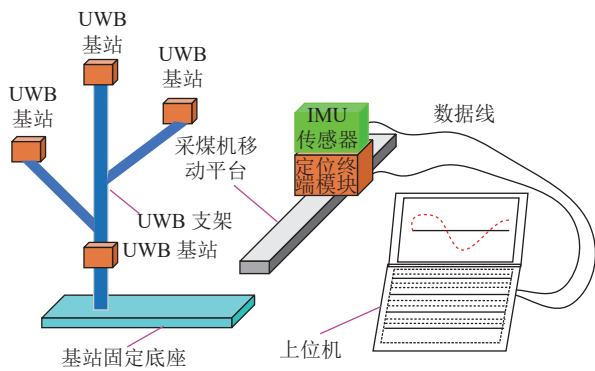 UWB
基站
UWB
基站
UWB
基站
IMU
传感器
定位终
端模块
数据线
采煤机移
动平台
UWB 支架
UWB 基站
基站固定底座
上位机